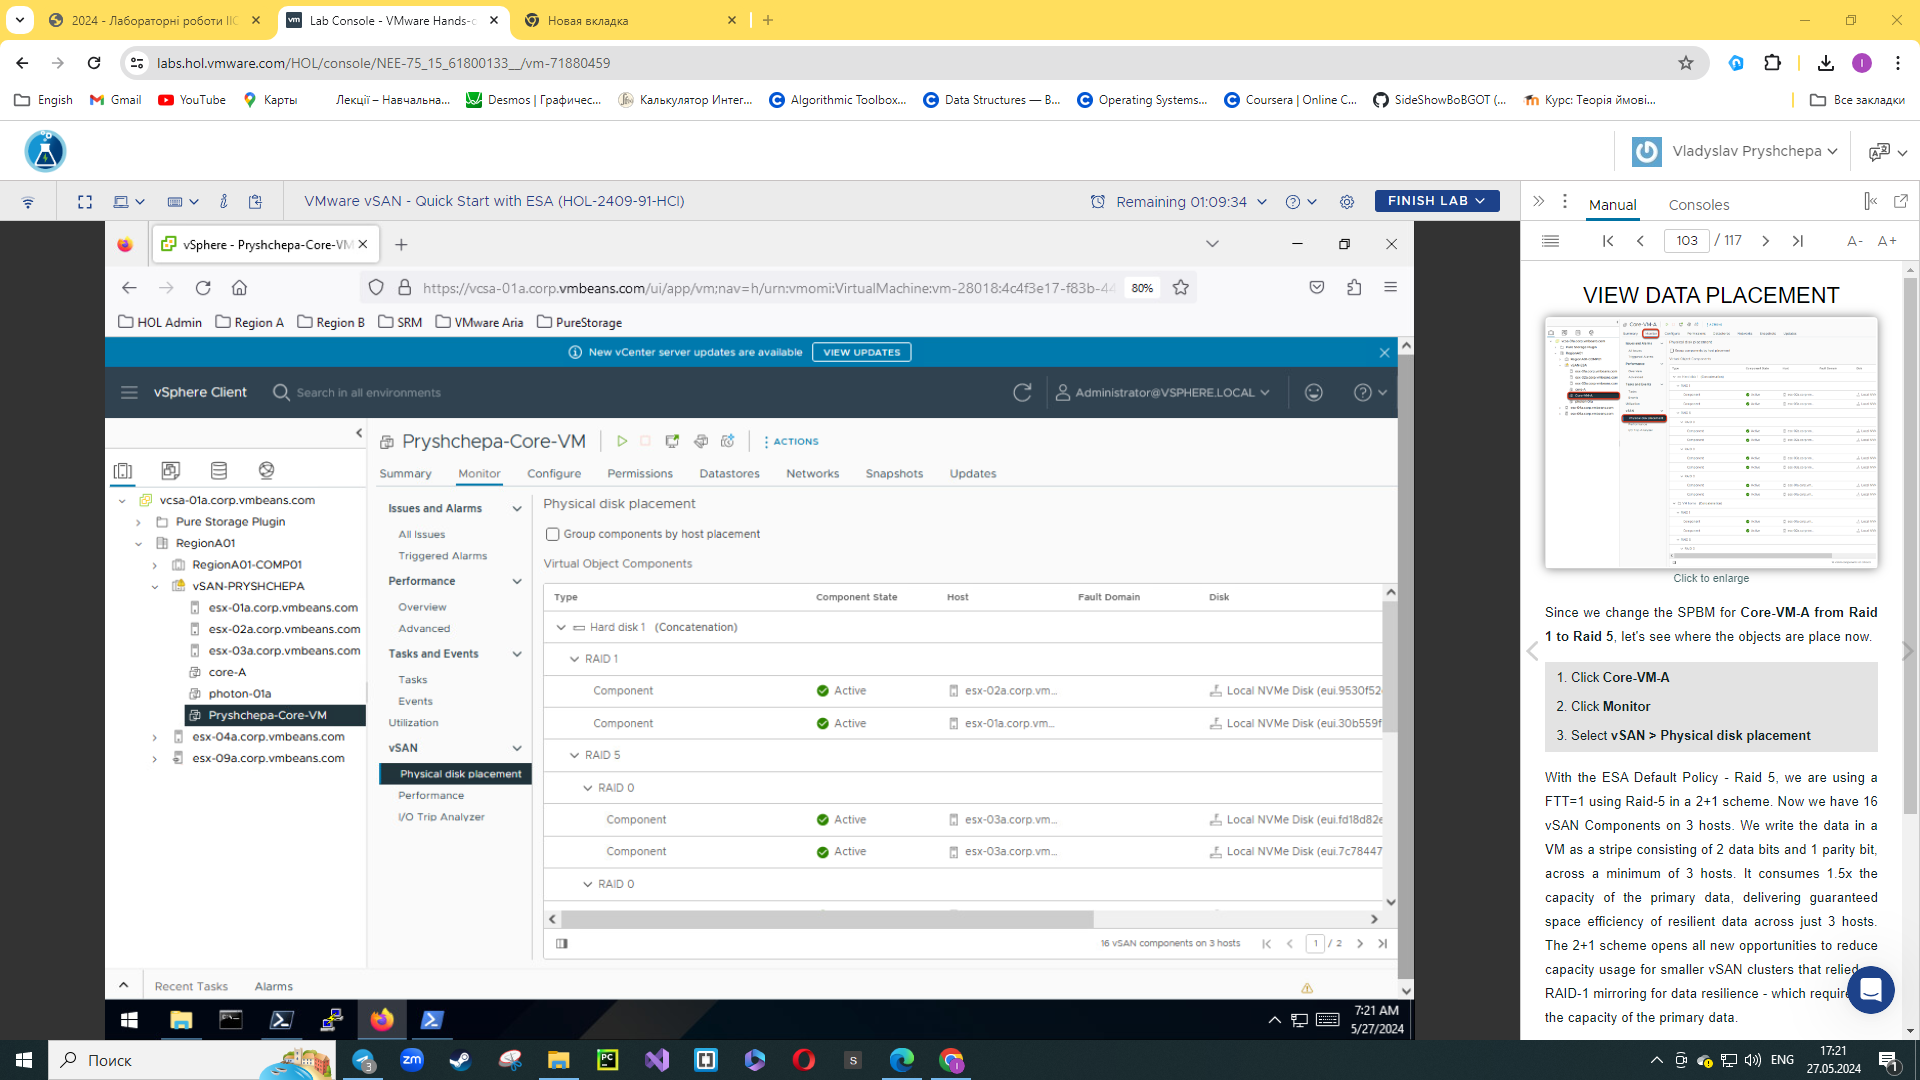 2024 - Лабораторні роботи ІІС
Lab Console - VMware Hands-o
Новая вкладка
labs.hol.vmware.com/HOL/console/NEE-75_15_61800133__/vm-71880459
Engish
Gmail
YouTube
Карты
Лекції – Навчальна...
Desmos | Графичес...
Калькулятор Интег...
Algorithmic Toolbox...
Data Structures — В...
Operating Systems...
Coursera | Online C...
SideShowBoBGOT (...
Курс: Теорія ймові...
Все закладки
Vladyslav Pryshchepa
VMware vSAN - Quick Start with ESA (HOL-2409-91-HCI)
Remaining 01:09:34
FINISH LAB
Manual
Consoles
103 / 117
A-
A+
vSphere - Pryshchepa-Core-VM
https://vcsa-01a.corp.vmbeans.com/ui/app/vm;nav=h/urn:vmomi:VirtualMachine:vm-28018:4c4f3e17-f83b-44
80%
HOL Admin
Region A
Region B
SRM
VMware Aria
PureStorage
New vCenter server updates are available
VIEW UPDATES
vSphere Client
Search in all environments
Administrator@VSPHERE.LOCAL
vcsa-01a.corp.vmbeans.com
Pure Storage Plugin
RegionA01
RegionA01-COMP01
vSAN-PRYSHCHEPA
esx-01a.corp.vmbeans.com
esx-02a.corp.vmbeans.com
esx-03a.corp.vmbeans.com
core-A
photon-01a
Pryshchepa-Core-VM
esx-04a.corp.vmbeans.com
esx-09a.corp.vmbeans.com
Pryshchepa-Core-VM
ACTIONS
Summary
Monitor
Configure
Permissions
Datastores
Networks
Snapshots
Updates
Issues and Alarms
All Issues
Triggered Alarms
Performance
Overview
Advanced
Tasks and Events
Tasks
Events
Utilization
vSAN
Physical disk placement
Performance
I/O Trip Analyzer
Physical disk placement
Group components by host placement
Virtual Object Components
Type Component State Host Fault Domain Disk
Hard disk 1 (Concatenation)
RAID 1
Component Active esx-02a.corp.vm... Local NVMe Disk (eui.9530f52
Component Active esx-01a.corp.vm... Local NVMe Disk (eui.30b559f
RAID 5
RAID 0
Component Active esx-03a.corp.vm... Local NVMe Disk (eui.fd18d82e
Component Active esx-03a.corp.vm... Local NVMe Disk (eui.7c78447
RAID 0
16 vSAN components on 3 hosts
1 / 2
Recent Tasks
Alarms
7:21 AM
5/27/2024
VIEW DATA PLACEMENT
Click to enlarge
Since we change the SPBM for Core-VM-A from Raid
1 to Raid 5, let's see where the objects are place now.
1. Click Core-VM-A
2. Click Monitor
3. Select vSAN > Physical disk placement
With the ESA Default Policy - Raid 5, we are using a
FTT=1 using Raid-5 in a 2+1 scheme. Now we have 16
vSAN Components on 3 hosts. We write the data in a
VM as a stripe consisting of 2 data bits and 1 parity bit,
across a minimum of 3 hosts. It consumes 1.5x the
capacity of the primary data, delivering guaranteed
space efficiency of resilient data across just 3 hosts.
The 2+1 scheme opens all new opportunities to reduce
capacity usage for smaller vSAN clusters that relied
RAID-1 mirroring for data resilience - which require
the capacity of the primary data.
Поиск
ENG
17:21
27.05.2024